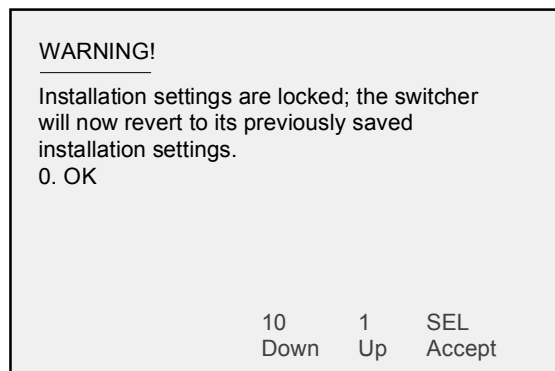 WARNING!
Installation settings are locked; the switcher
will now revert to its previously saved
installation settings.
0. OK
10 1 SEL
Down Up Accept